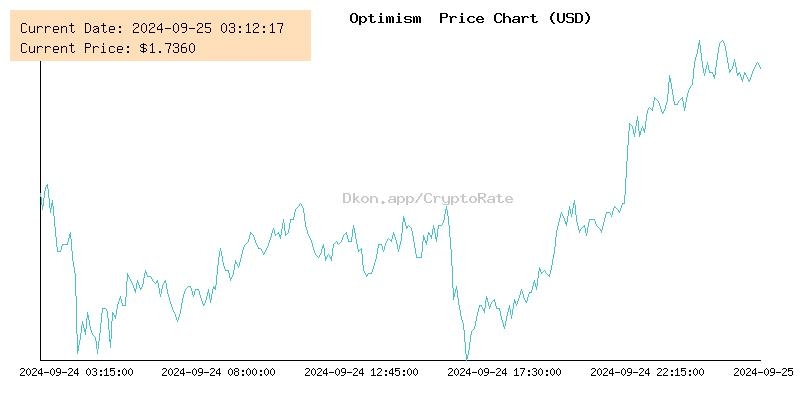 Optimism  Price Chart (USD)
Current Date: 2024-09-25 03:12:17
Current Price: $1.7360
Dkon.app/CryptoRate
2024-09-24 03:15:00 2024-09-24 08:00:00 2024-09-24 12:45:00 2024-09-24 17:30:00 2024-09-24 22:15:00 2024-09-25